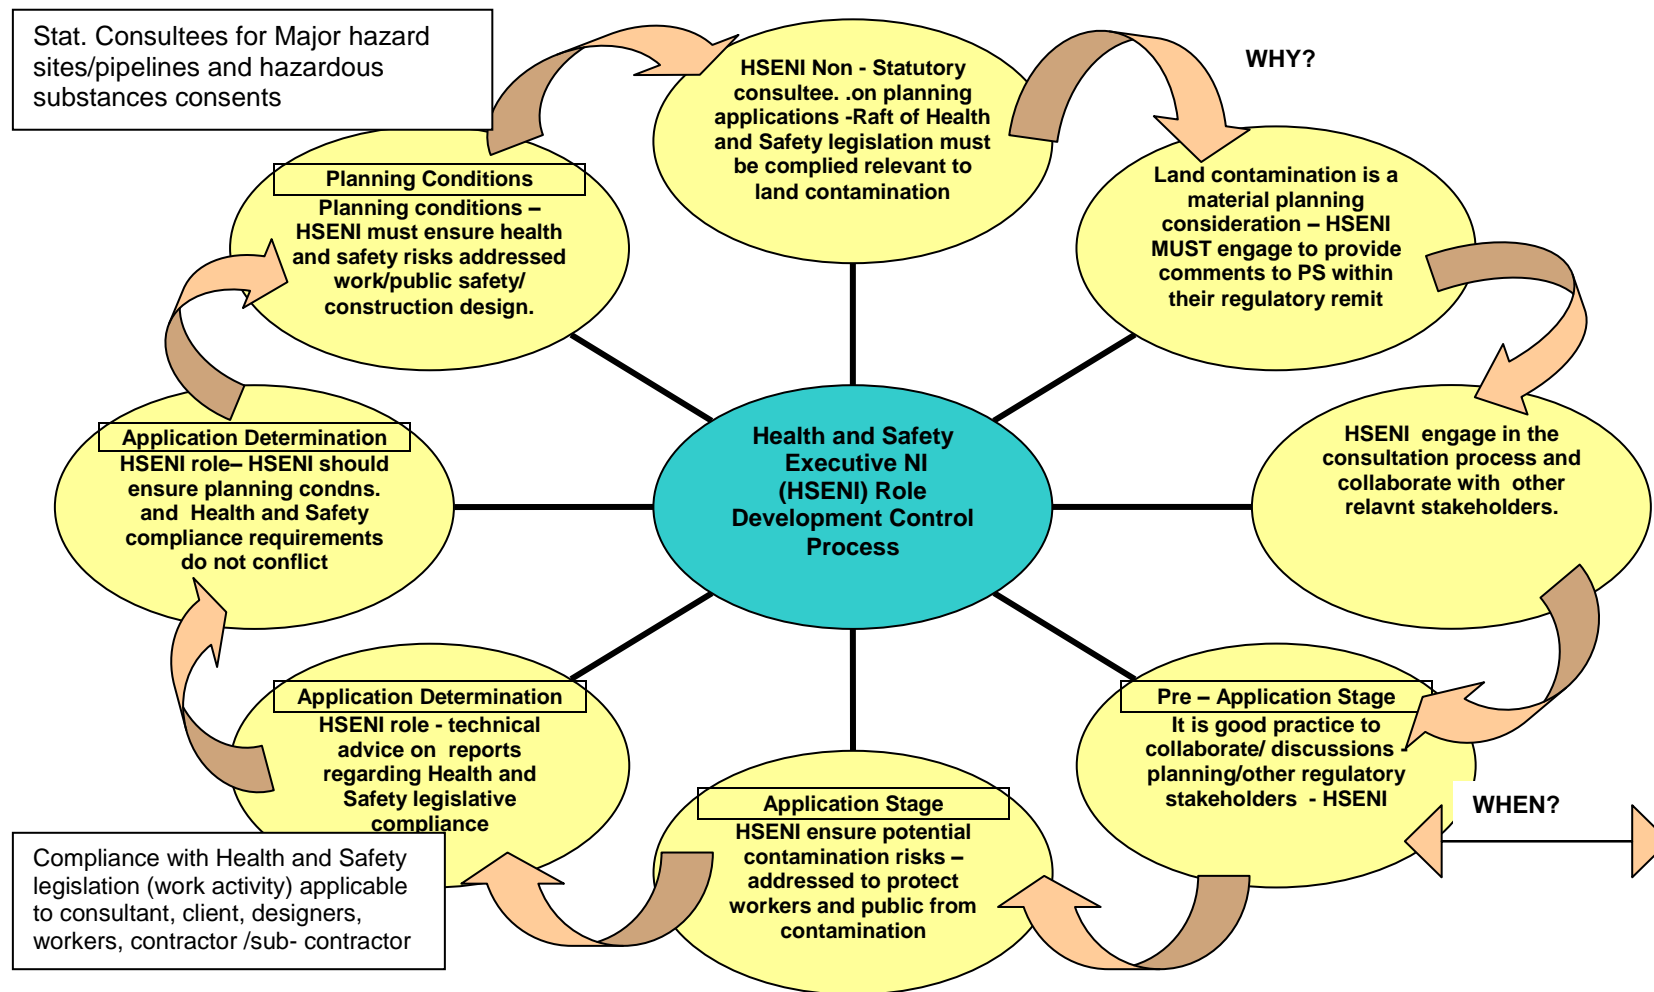 Stat. Consultees for Major hazard
sites/pipelines and hazardous
substances consents
HSENI Non - Statutory
consultee. .on planning
applications -Raft of Health
and Safety legislation must
be complied relevant to
land contamination
WHY?
Land contamination is a
material planning
consideration – HSENI
MUST engage to provide
comments to PS within
their regulatory remit
HSENI  engage in the
consultation process and
collaborate with  other
relavnt stakeholders.
Pre – Application Stage
It is good practice to
collaborate/ discussions -
planning/other regulatory
stakeholders  - HSENI
WHEN?
Application Stage
HSENI ensure potential
contamination risks –
addressed to protect
workers and public from
contamination
Application Determination
HSENI role - technical
advice on  reports
regarding Health and
Safety legislative
compliance
Compliance with Health and Safety
legislation (work activity) applicable
to consultant, client, designers,
workers, contractor /sub- contractor
Application Determination
HSENI role– HSENI should
ensure planning condns.
and  Health and Safety
compliance requirements
do not conflict
Planning Conditions
Planning conditions –
HSENI must ensure health
and safety risks addressed
work/public safety/
construction design.
Health and Safety
Executive NI
(HSENI) Role
Development Control
Process